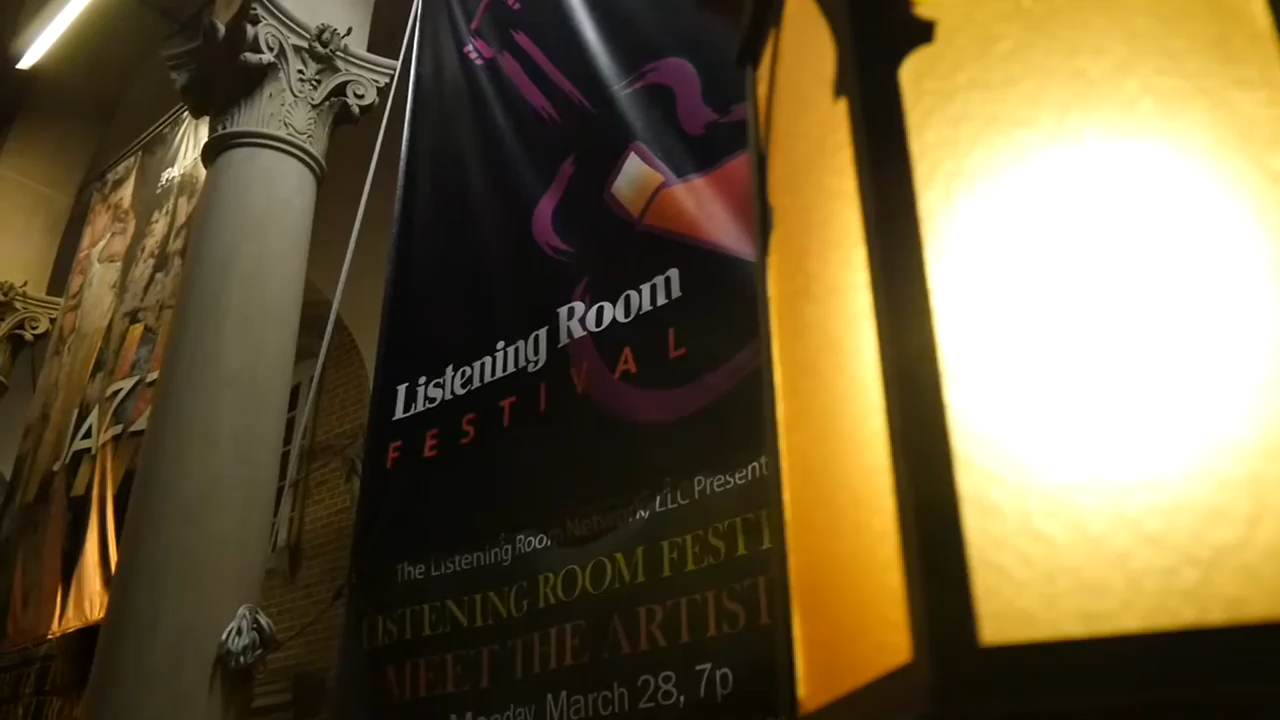 JAZZ
Listening Room
FESTIVAL
The Listening Room Network, LLC Present
LISTENING ROOM FESTI
MEET THE ARTIST
Monday, March 28, 7p